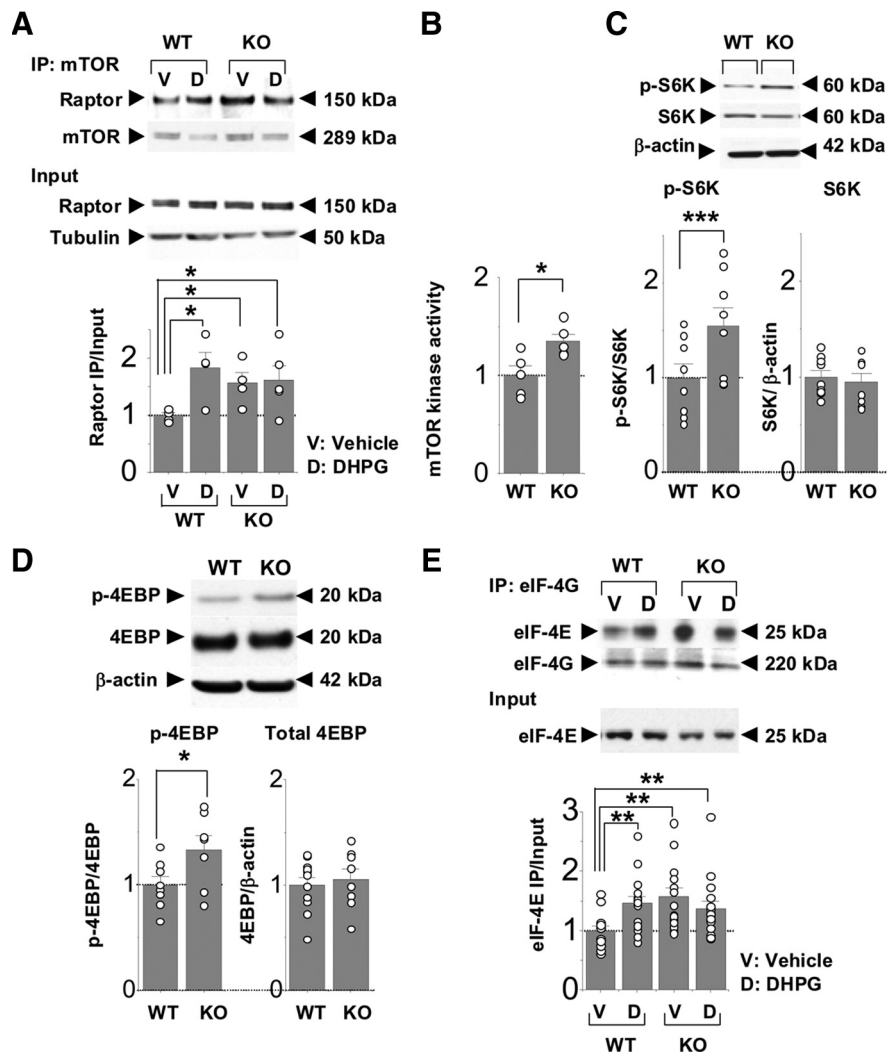 A
WT KO
IP: mTOR
V D V D
Raptor 150 kDa
mTOR 289 kDa
Input
Raptor 150 kDa
Tubulin 50 kDa
*
*
*
2
1
0
Raptor IP/Input
V D V D
WT KO
V: Vehicle
D: DHPG
B
*
2
1
0
mTOR kinase activity
WT KO
C
WT KO
p-S6K 60 kDa
S6K 60 kDa
β-actin 42 kDa
p-S6K S6K
***
2
1
0
p-S6K/S6K
WT KO
2
1
0
S6K/β-actin
WT KO
D
WT KO
p-4EBP 20 kDa
4EBP 20 kDa
β-actin 42 kDa
p-4EBP Total 4EBP
*
2
1
0
p-4EBP/4EBP
WT KO
2
1
0
4EBP/β-actin
WT KO
E
WT KO
IP: eIF-4G
V D V D
eIF-4E 25 kDa
eIF-4G 220 kDa
Input
eIF-4E 25 kDa
**
**
**
3
2
1
0
eIF-4E IP/Input
V D V D
WT KO
V: Vehicle
D: DHPG